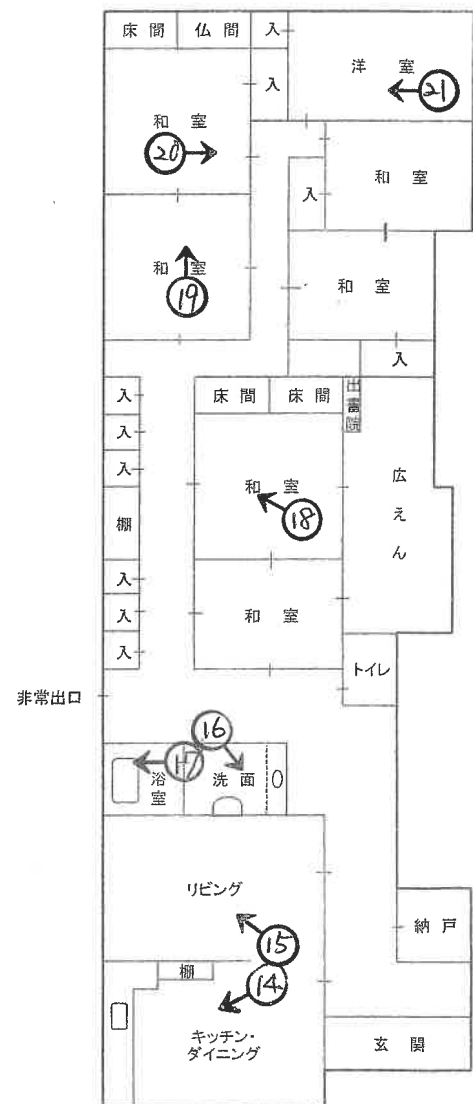 床間 仏間 入
入
洋室
21
和室
20
和室
入
和室
19
和室
入
入
入
入
棚
入
入
入
床間 床間
出書院
和室
18
広えん
和室
トイレ
非常出口
16
17
浴室
洗面
リビング
15
納戸
棚
14
キッチン・
ダイニング
玄関